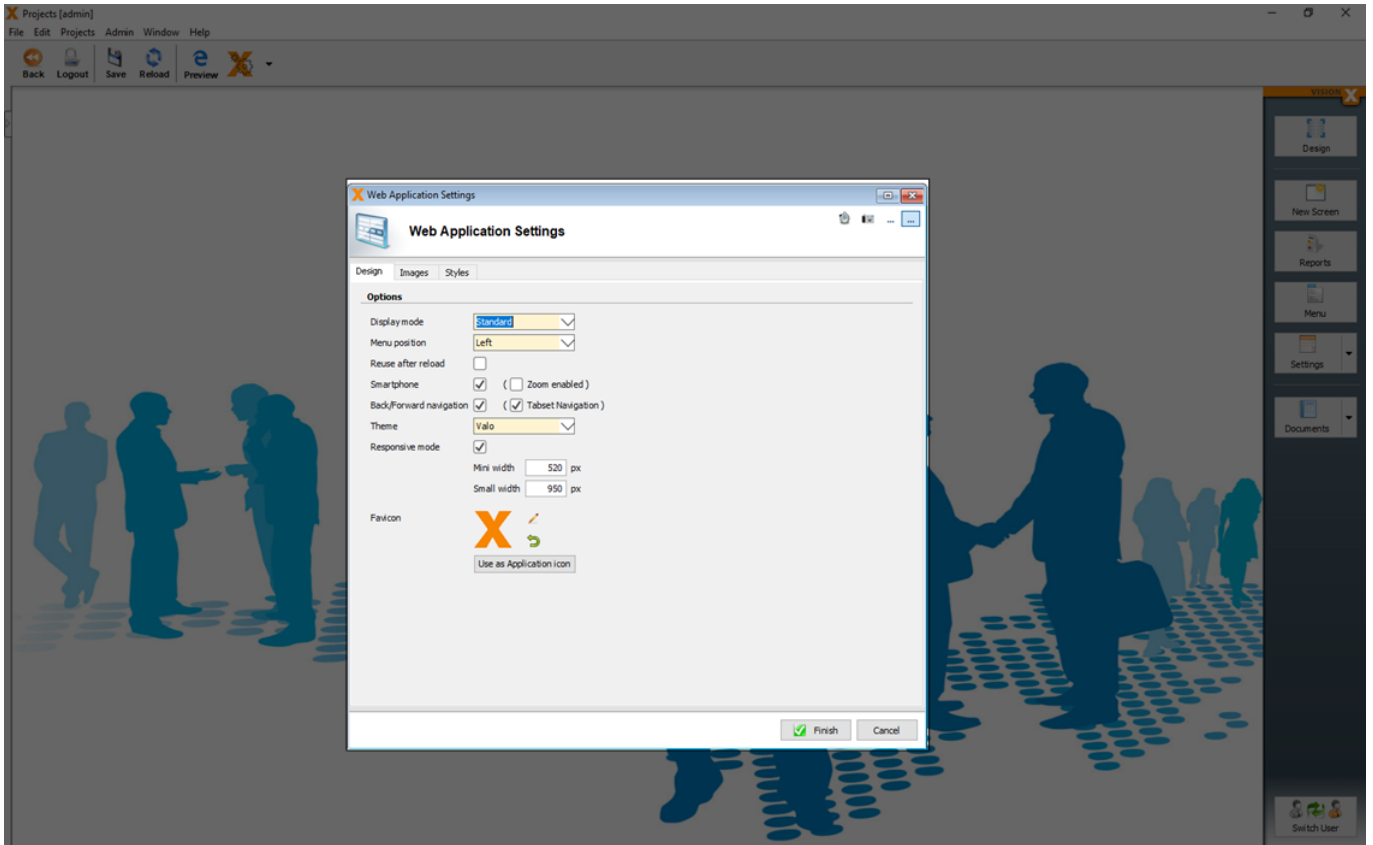 Projects [admin]
File Edit Projects Admin Window Help
Back Logout Save Reload Preview
VISION X
Design
New Screen
Reports
Menu
Settings
Documents
Switch User
Web Application Settings
Web Application Settings
... ...
Design Images Styles
Options
Display mode Standard
Menu position Left
Reuse after reload
Smartphone ( Zoom enabled )
Back/Forward navigation ( Tabset Navigation )
Theme Valo
Responsive mode
Mini width 520 px
Small width 950 px
Favicon
Use as Application icon
Finish Cancel